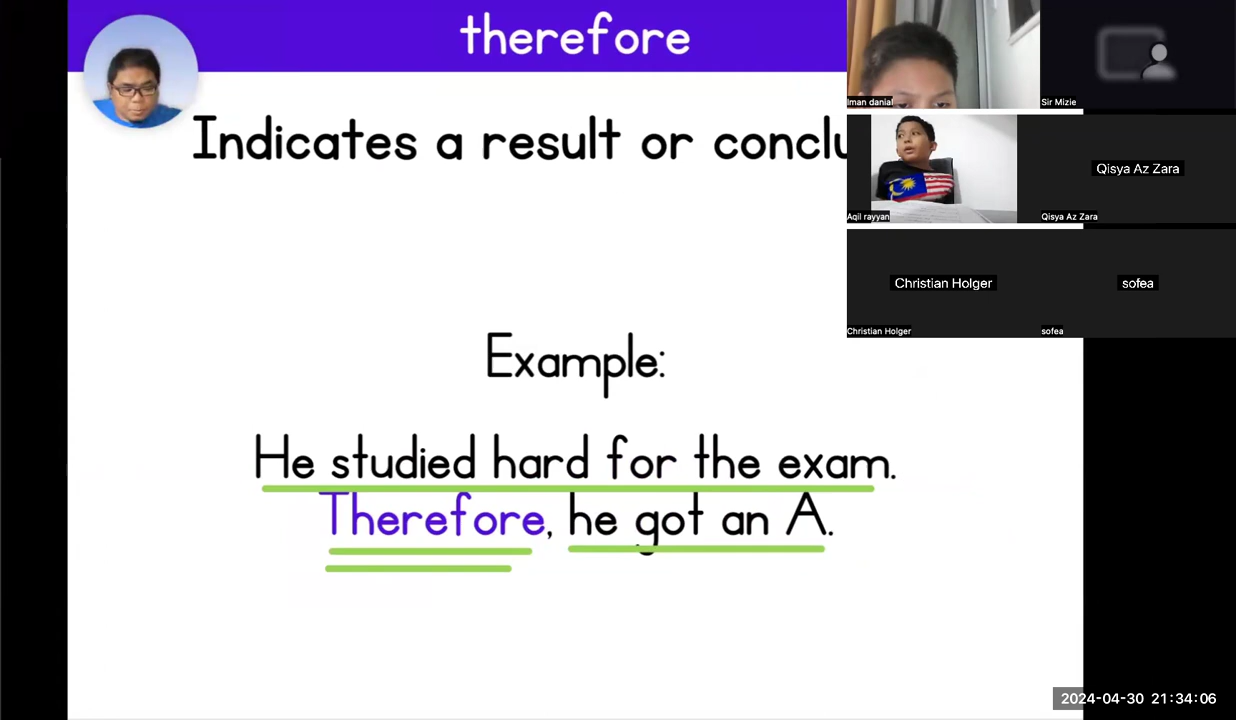 therefore
Indicates a result or conclu
Example:
He studied hard for the exam.
Therefore, he got an A.
Iman danial
Sir Mizie
Aqil rayyan
Qisya Az Zara
Qisya Az Zara
Christian Holger
Christian Holger
sofea
sofea
2024-04-30 21:34:06